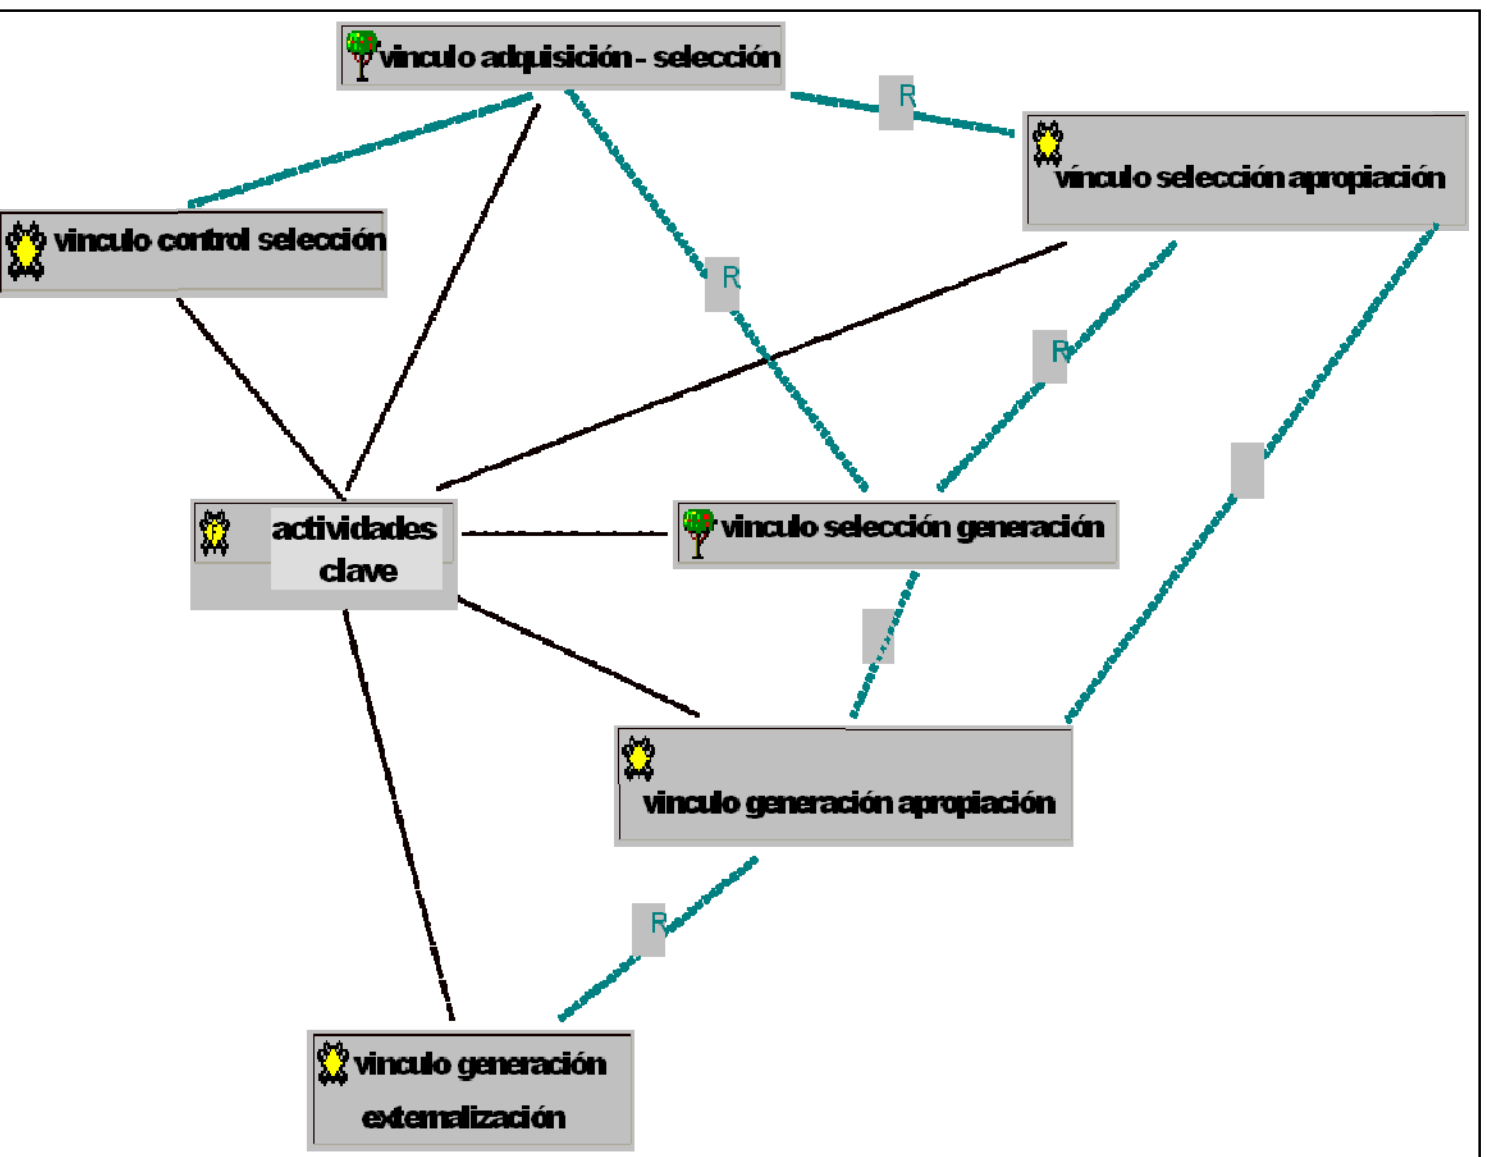 vinculo adquisición - selección
R
vínculo selección apropiación
vinculo control selección
R
R
actividades
clave
vinculo selección generación
vinculo generación apropiación
R
vinculo generación
externalización